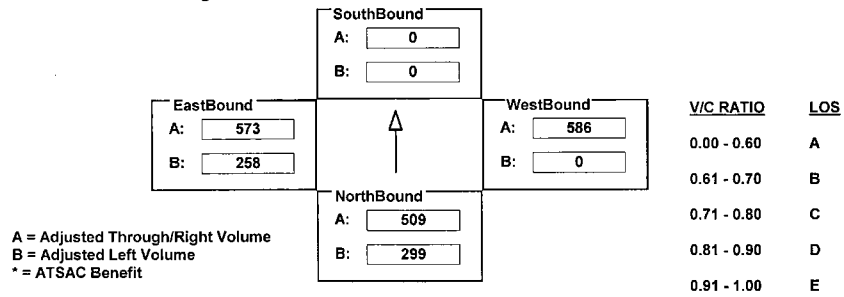 SouthBound
A: 0
B: 0
EastBound
A: 573
B: 258
WestBound
A: 586
B: 0
NorthBound
A: 509
B: 299
A = Adjusted Through/Right Volume
B = Adjusted Left Volume
* = ATSAC Benefit
V/C RATIO LOS
0.00 - 0.60 A
0.61 - 0.70 B
0.71 - 0.80 C
0.81 - 0.90 D
0.91 - 1.00 E